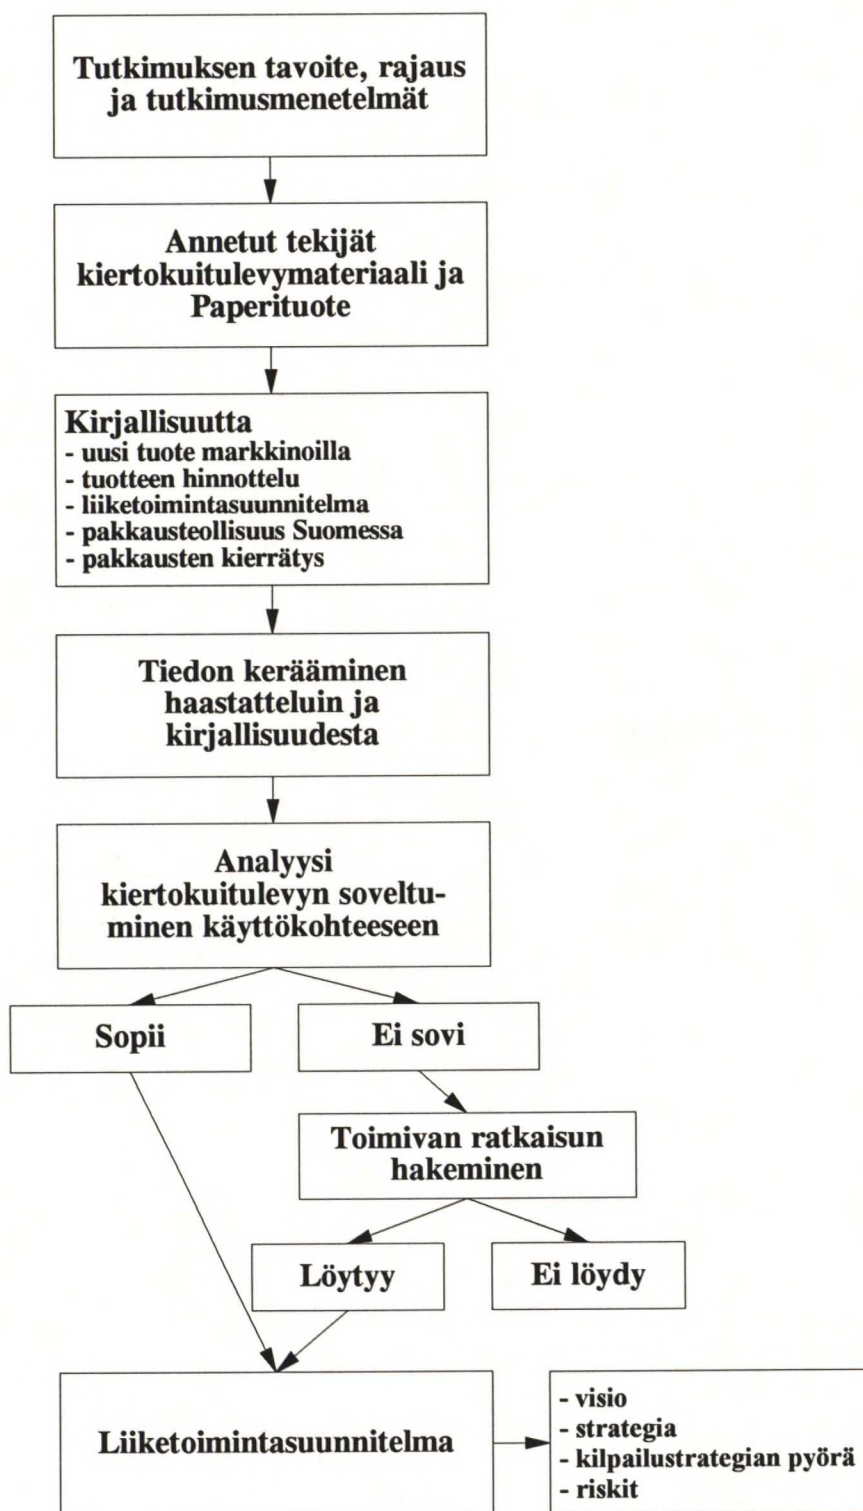 Tutkimuksen tavoite, rajaus
ja tutkimusmenetelmät
Annetut tekijät
kiertokuitulevymateriaali ja
Paperituote
Kirjallisuutta
- uusi tuote markkinoilla
- tuotteen hinnottelu
- liiketoimintasuunnitelma
- pakkausteollisuus Suomessa
- pakkausten kierrätys
Tiedon kerääminen
haastatteluin ja
kirjallisuudesta
Analyysi
kiertokuitulevyn soveltu-
minen käyttökohteeseen
Sopii
Ei sovi
Toimivan ratkaisun
hakeminen
Löytyy
Ei löydy
Liiketoimintasuunnitelma
- visio
- strategia
- kilpailustrategian pyörä
- riskit